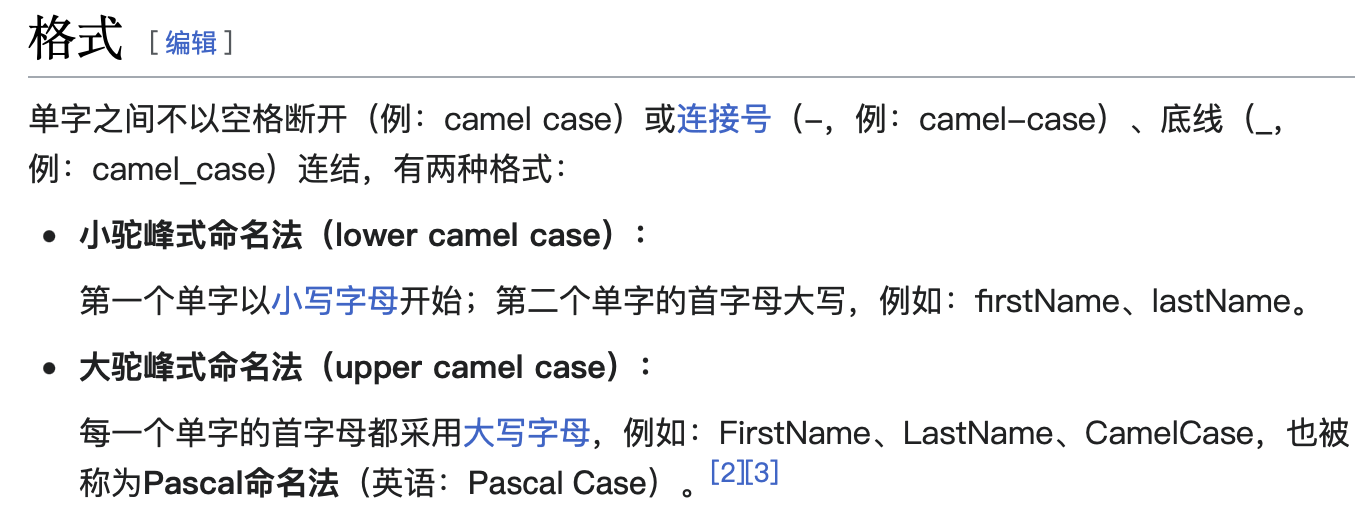 格式 [编辑]
单字之间不以空格断开（例：camel case）或连接号（-，例：camel-case）、底线（_，
例：camel_case）连结，有两种格式：
• 小驼峰式命名法（lower camel case）：
第一个单字以小写字母开始；第二个单字的首字母大写，例如：firstName、lastName。
• 大驼峰式命名法（upper camel case）：
每一个单字的首字母都采用大写字母，例如：FirstName、LastName、CamelCase，也被
称为Pascal命名法（英语：Pascal Case）。[2][3]